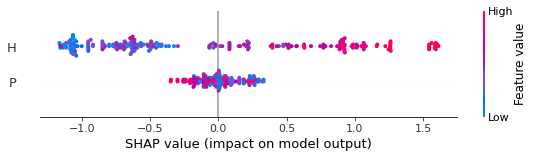 High
H
P
Feature value
Low
−1.0 −0.5 0.0 0.5 1.0 1.5
SHAP value (impact on model output)